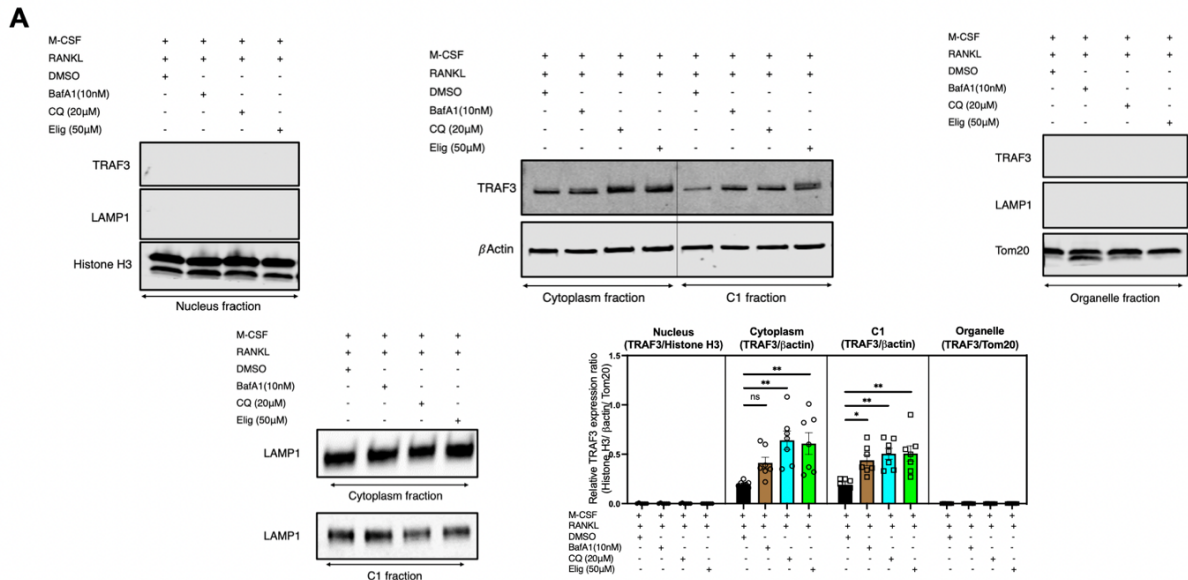 A
M-CSF + + + +
RANKL + + + +
DMSO + - - -
BafA1(10nM) - + - -
CQ (20μM) - - + -
Elig (50μM) - - - +
TRAF3
LAMP1
Histone H3
Nucleus fraction
M-CSF + + + + + + + +
RANKL + + + + + + + +
DMSO + - - - + - - -
BafA1(10nM) - + - - - + - -
CQ (20μM) - - + - - - + -
Elig (50μM) - - - + - - - +
TRAF3
βActin
Cytoplasm fraction C1 fraction
M-CSF + + + +
RANKL + + + +
DMSO + - - -
BafA1(10nM) - + - -
CQ (20μM) - - + -
Elig (50μM) - - - +
TRAF3
LAMP1
Tom20
Organelle fraction
M-CSF + + + +
RANKL + + + +
DMSO + - - -
BafA1(10nM) - + - -
CQ (20μM) - - + -
Elig (50μM) - - - +
LAMP1
Cytoplasm fraction
LAMP1
C1 fraction
Nucleus Cytoplasm C1 Organelle
(TRAF3/Histone H3) (TRAF3/βactin) (TRAF3/βactin) (TRAF3/Tom20)
Relative TRAF3 expression ratio
(Histone H3/ βactin/ Tom20)
1.5
1.0
0.5
0.0
ns ** **
* ** **
M-CSF + + + + + + + + + + + + + + + +
RANKL + + + + + + + + + + + + + + + +
DMSO + - - - + - - - + - - - + - - -
BafA1(10nM) - + - - - + - - - + - - - + - -
CQ (20μM) - - + - - - + - - - + - - - + -
Elig (50μM) - - - + - - - + - - - + - - - +